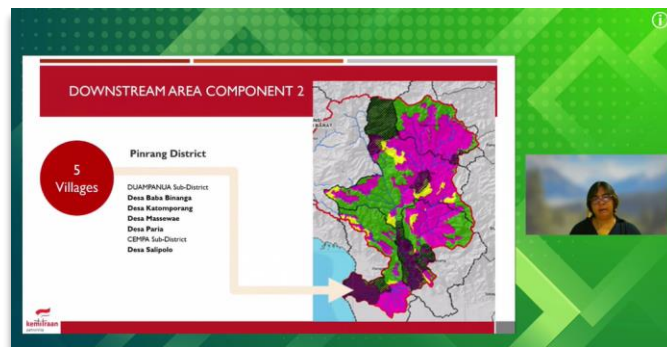 DOWNSTREAM AREA COMPONENT 2
5
Villages
Pinrang District
DUAMPANUA Sub-District
Desa Baba Binanga
Desa Katomporang
Desa Massewae
Desa Paria
CEMPA Sub-District
Desa Salipolo
kemitraan